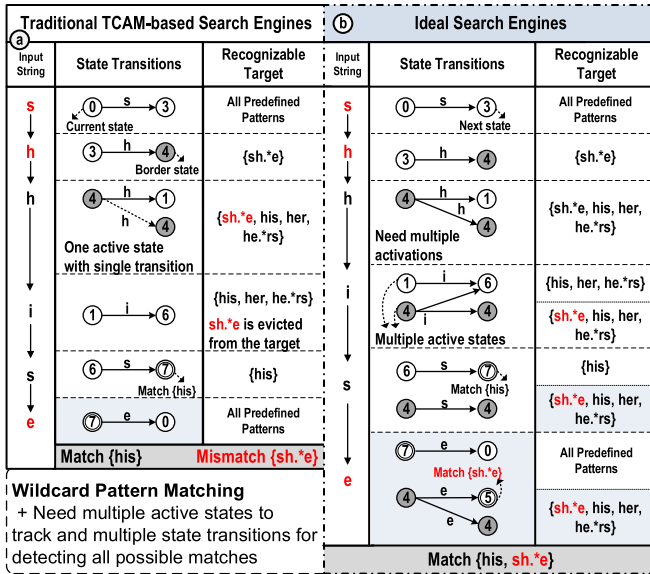 Traditional TCAM-based Search Engines
a
Input
String
State Transitions
Recognizable
Target
s
0
s
3
Current state
All Predefined
Patterns
h
3
h
4
Border state
{sh.*e}
h
4
h
1
h
4
One active state
with single transition
{sh.*e, his, her,
he.*rs}
i
1
i
6
{his, her, he.*rs}
sh.*e is evicted
from the target
s
6
s
7
Match {his}
{his}
e
7
e
0
All Predefined
Patterns
Match {his}
Mismatch {sh.*e}
Wildcard Pattern Matching
+ Need multiple active states to
track and multiple state transitions for
detecting all possible matches
b
Ideal Search Engines
Input
String
State Transitions
Recognizable
Target
s
0
s
3
Next state
All Predefined
Patterns
h
3
h
4
{sh.*e}
h
4
h
1
h
4
Need multiple
activations
{sh.*e, his, her,
he.*rs}
i
1
i
6
4
i
4
Multiple active states
{his, her, he.*rs}
{sh.*e, his, her,
he.*rs}
s
6
s
7
Match {his}
4
s
4
{his}
{sh.*e, his, her,
he.*rs}
e
7
e
0
Match {sh.*e}
4
e
5
e
4
All Predefined
Patterns
{sh.*e, his, her,
he.*rs}
Match {his, sh.*e}